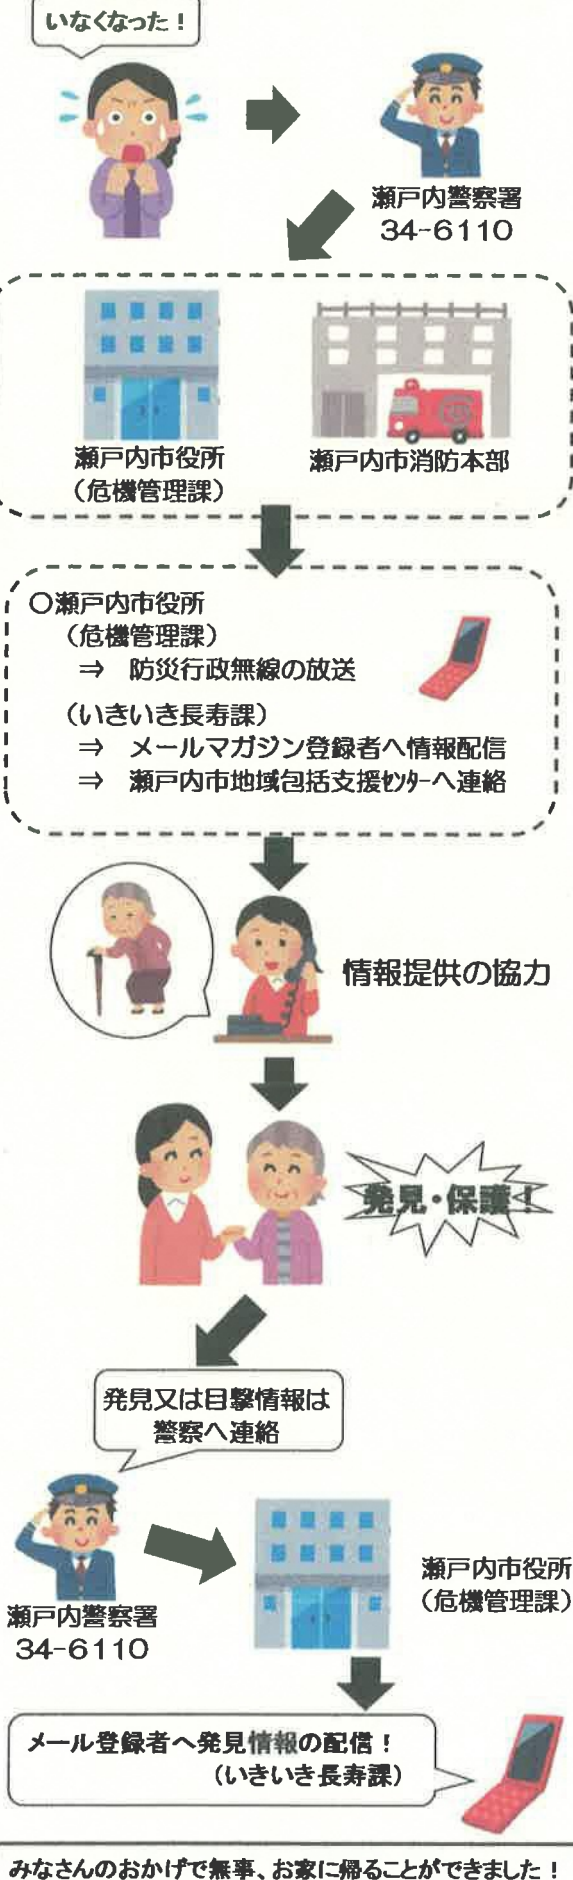 いなくなった！
瀬戸内警察署
34-6110
瀬戸内市役所
（危機管理課）
瀬戸内市消防本部
〇瀬戸内市役所
（危機管理課）
⇒ 防災行政無線の放送
（いきいき長寿課）
⇒ メールマガジン登録者へ情報配信
⇒ 瀬戸内市地域包括支援ｾﾝﾀｰへ連絡
情報提供の協力
発見・保護！
発見又は目撃情報は
警察へ連絡
瀬戸内警察署
34-6110
瀬戸内市役所
（危機管理課）
メール登録者へ発見情報の配信！
（いきいき長寿課）
みなさんのおかげで無事、お家に帰ることができました！